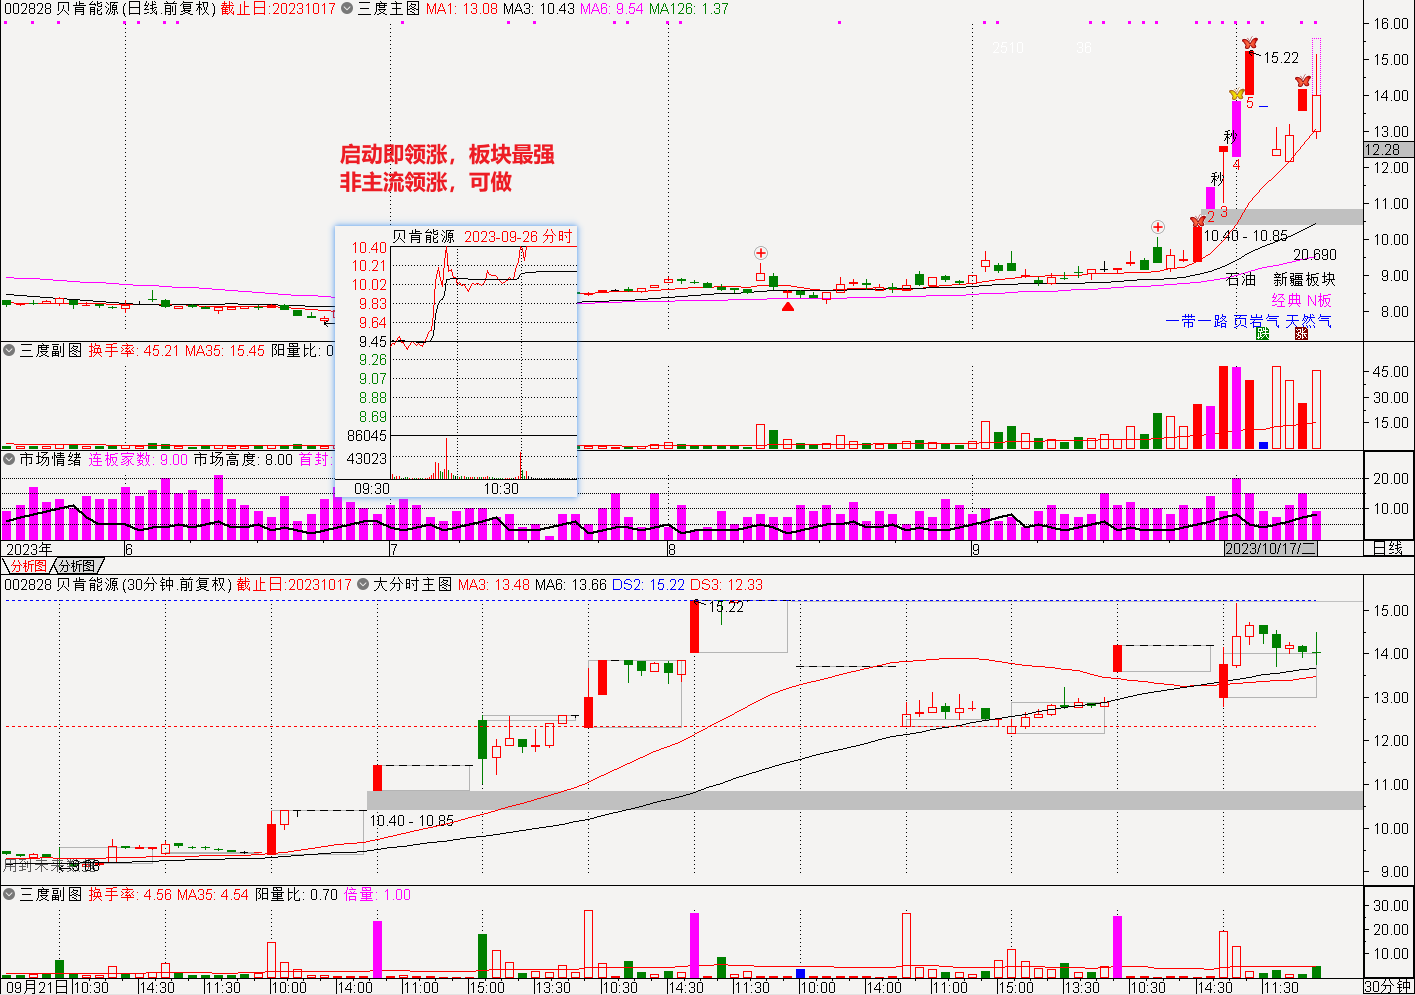 002828 贝肯能源(日线.前复权) 截止日:20231017 三度主图 MA1: 13.08 MA3: 10.43 MA6: 9.54 MA126: 1.37
2510 36
16.00
15.00
14.00
13.00
12.28
12.00
11.00
10.00
9.00
8.00
15.22
5
秒
4
秒
2 3
10.40 - 10.85
20.690
石油 新疆板块
经典 N板
一带一路 页岩气 天然气
跌 涨
启动即领涨，板块最强
非主流领涨，可做
贝肯能源 2023-09-26 分时
10.40
10.21
10.02
9.83
9.64
9.45
9.26
9.07
8.88
8.69
86045
43023
09:30 10:30
三度副图 换手率: 45.21 MA35: 15.45 阳量比: 0
45.00
30.00
15.00
市场情绪 连板家数: 9.00 市场高度: 8.00 首封:
20.00
10.00
2023年 6 7 8 9 2023/10/17/二 日线
分析图 分析图
002828 贝肯能源(30分钟.前复权) 截止日:20231017 大分时主图 MA3: 13.48 MA6: 13.66 DS2: 15.22 DS3: 12.33
15.22
15.00
14.00
13.00
12.00
11.00
10.00
9.00
10.40 - 10.85
用到未来数据
三度副图 换手率: 4.56 MA35: 4.54 阳量比: 0.70 倍量: 1.00
30.00
20.00
10.00
09月21日 10:30 14:30 11:30 10:00 14:00 11:00 15:00 13:30 10:30 14:30 11:30 10:00 14:00 11:00 15:00 13:30 10:30 14:30 11:30 30分钟